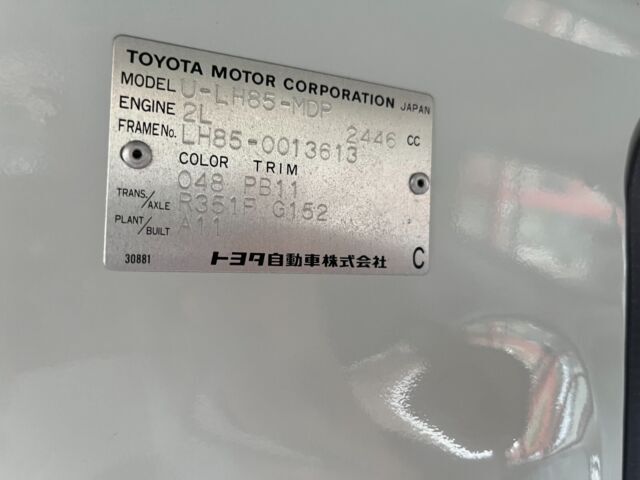 TOYOTA MOTOR CORPORATION JAPAN
MODEL U-LH85-MDP
ENGINE 2L 2446 CC
FRAME No. LH85-0013613
COLOR TRIM
048 PB11
TRANS./AXLE R351F G152
PLANT/BUILT A11
30881 トヨタ自動車株式会社 C